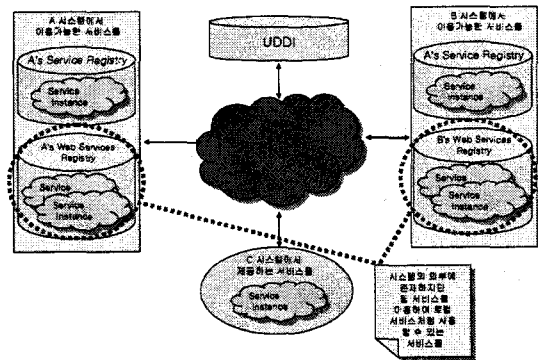 A 시스템에서
이용가능한 서비스들
A's Service Registry
Service
Instance
A's Web Services
Registry
Service
Service
Instance
UDDI
B 시스템에서
이용가능한 서비스들
A's Service Registry
Service
Instance
B's Web Services
Registry
Service
Service
Instance
C 시스템에서
제공하는 서비스들
Service
Instance
시스템의 외부에
존재하지만
웹 서비스를
이용하여 로컬
서비스처럼 사용
할 수 있는
서비스들